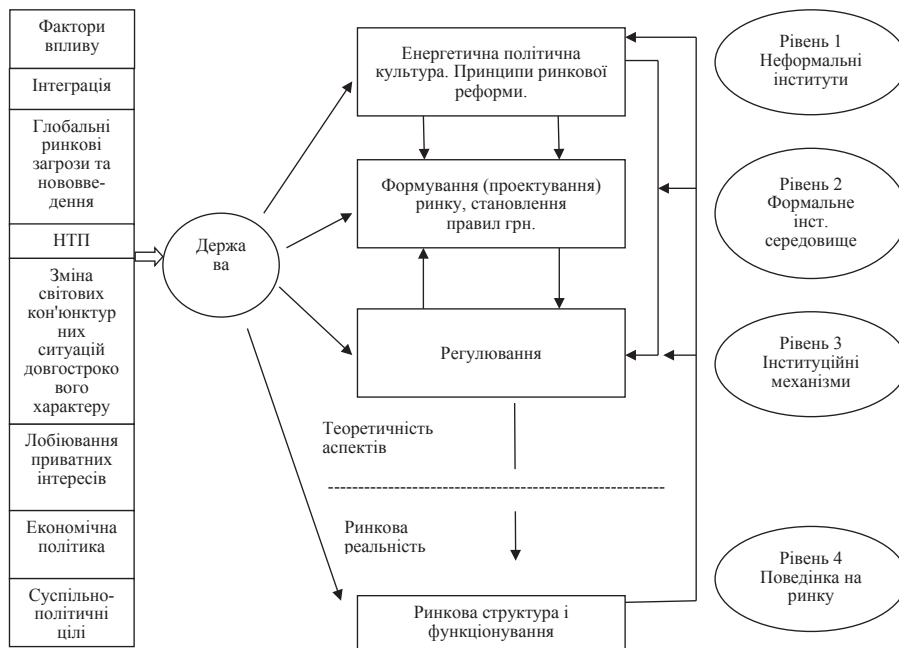 Фактори
впливу
Інтеграція
Глобальні
ринкові
загрози та
нововве-
дення
НТП
Зміна
світових
кон'юнктур
них
ситуацій
довгостроко
вого
характеру
Лобіювання
приватних
інтересів
Економічна
політика
Суспільно-
політичні
цілі
Держа
ва
Енергетична політична
культура. Принципи ринкової
реформи.
Формування (проектування)
ринку, становлення
правил грн.
Регулювання
Теоретичність
аспектів
Ринкова
реальність
Ринкова структура і
функціонування
Рівень 1
Неформальні
інститути
Рівень 2
Формальне
інст.
середовище
Рівень 3
Інституційні
механізми
Рівень 4
Поведінка на
ринку